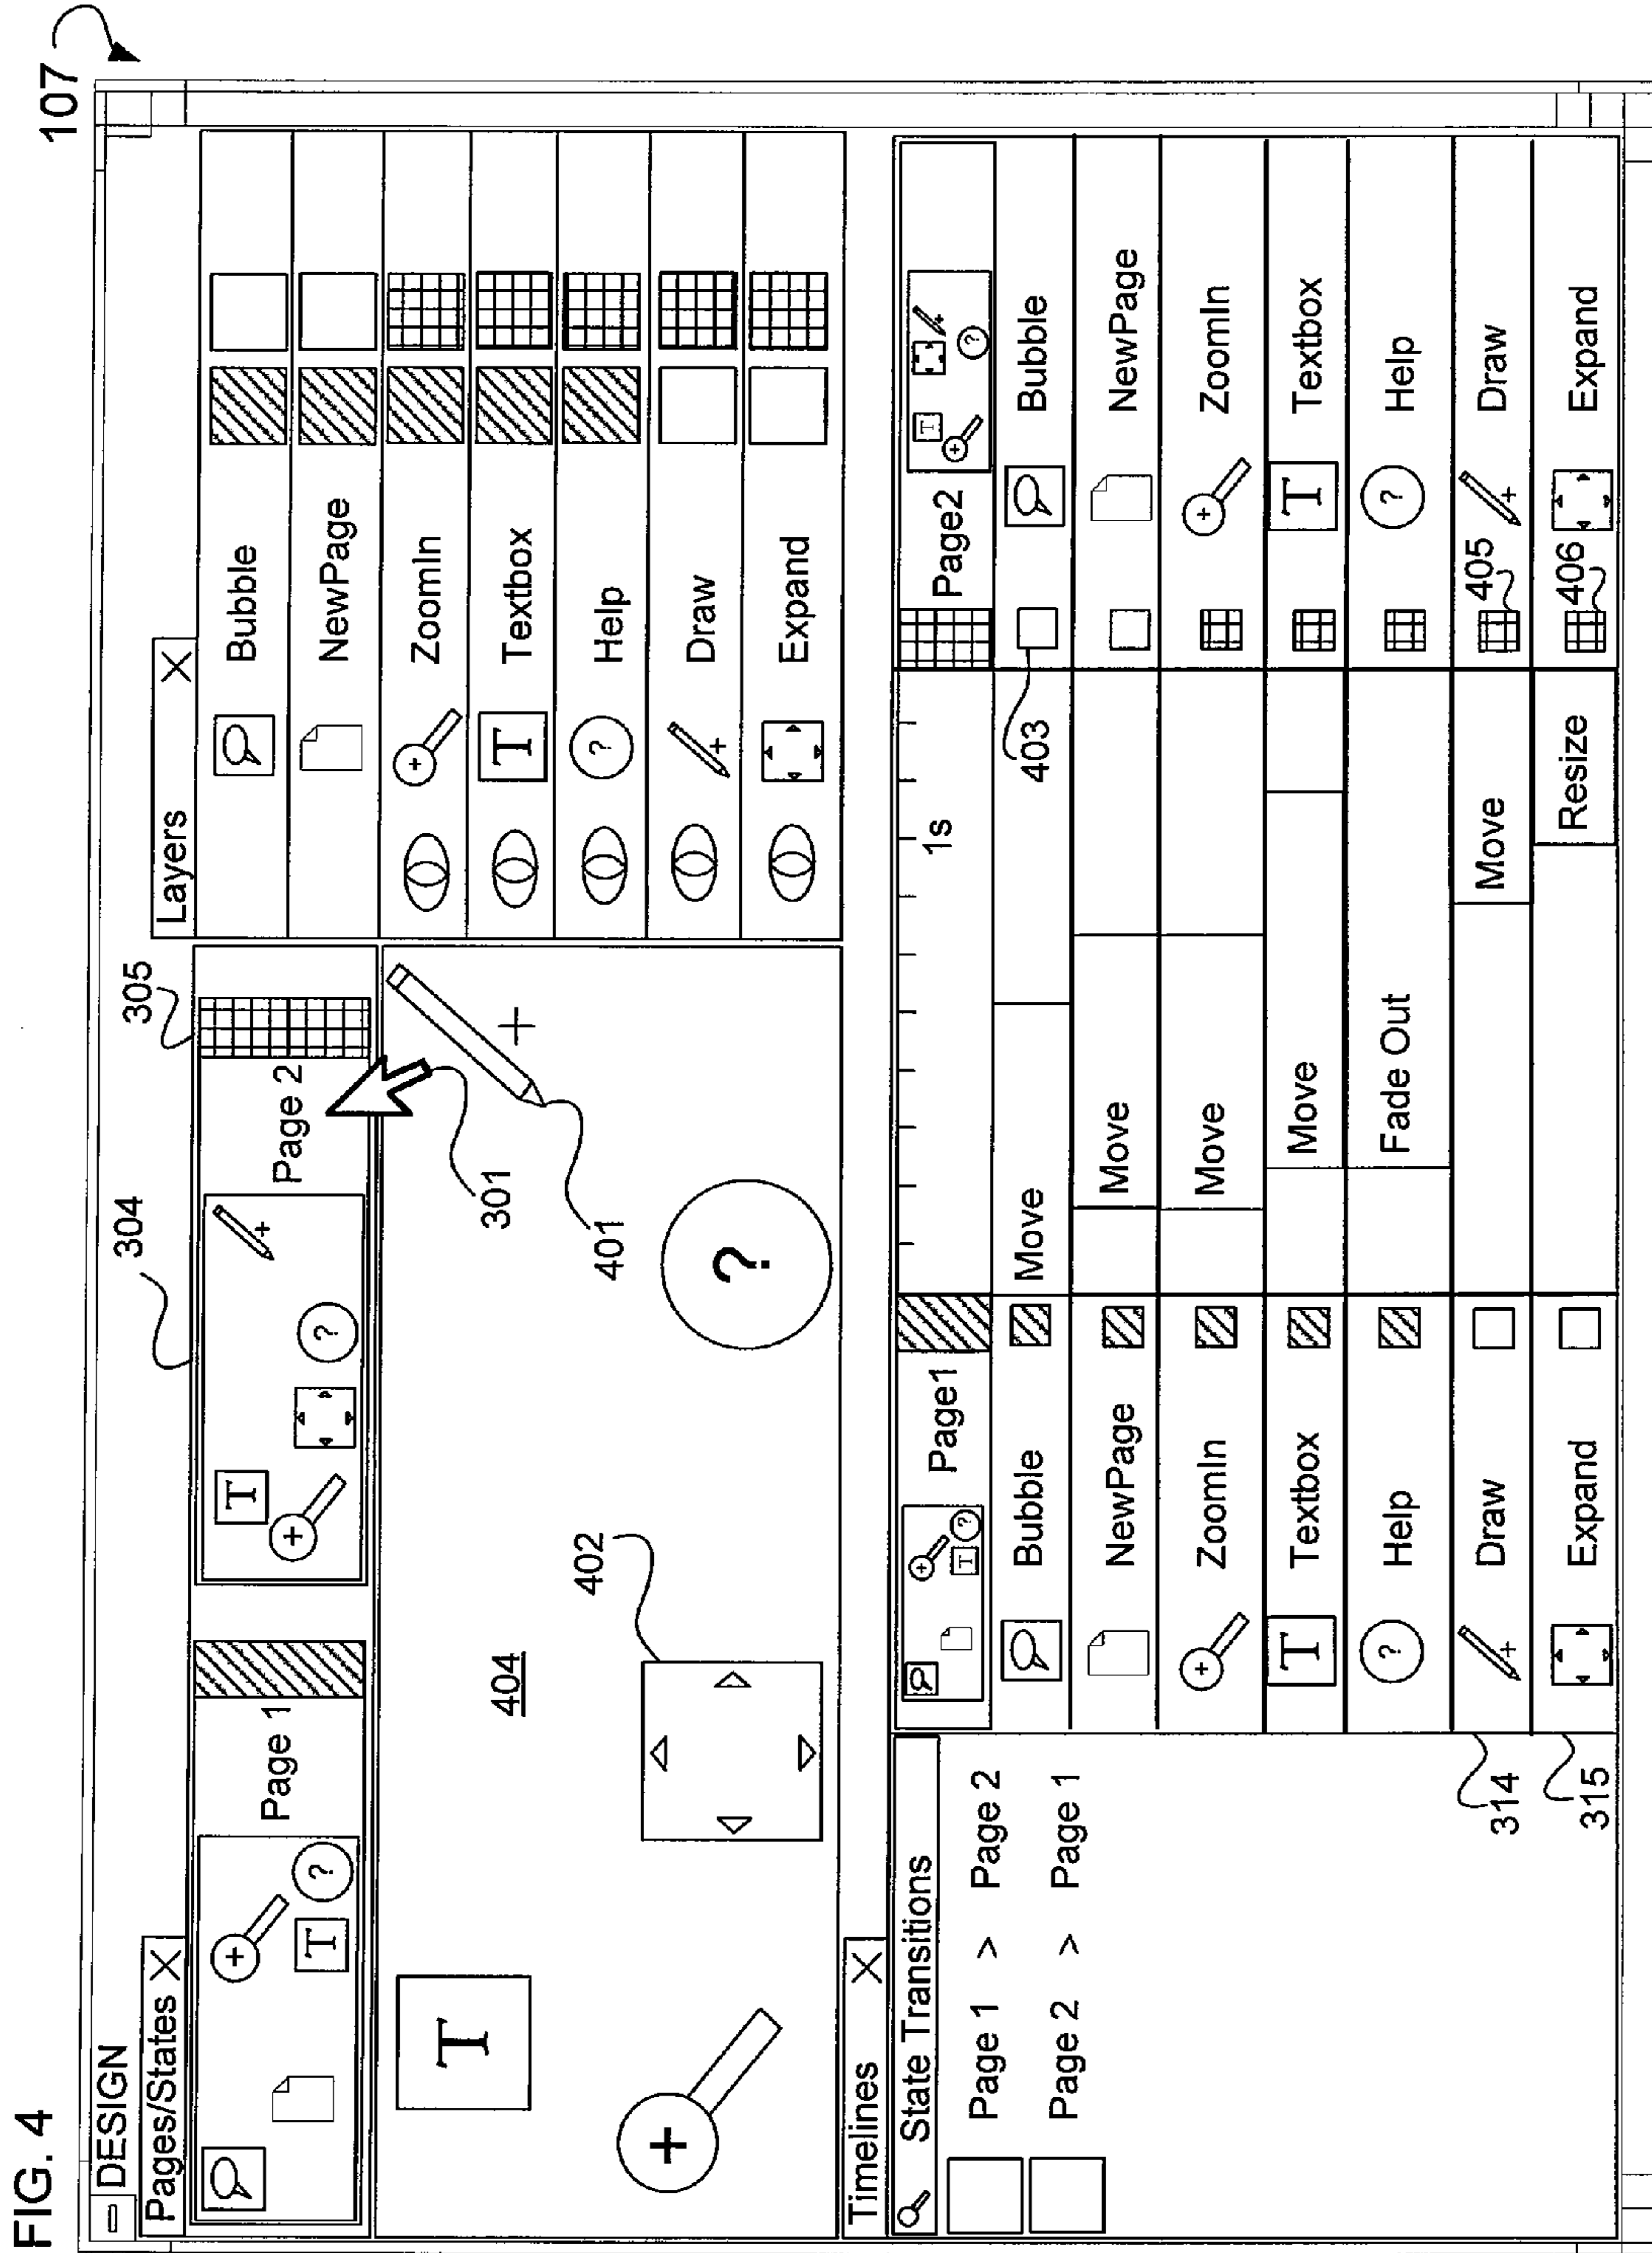 FIG. 4
107
DESIGN
Pages/States X
304
305
Page 1
Page 2
T ?
T ?
301
401
T
404
402
?
Layers X
Bubble
NewPage
ZoomIn
T Textbox
? Help
Draw
Expand
Timelines X
State Transitions
Page 1 > Page 2
Page 2 > Page 1
314
315
T ?
Page1
1s
Page2
T ?
Bubble
Move
403
Bubble
NewPage
Move
NewPage
ZoomIn
Move
ZoomIn
T Textbox
Move
T Textbox
? Help
Fade Out
? Help
Draw
Move
405
Draw
Expand
Resize
406
Expand